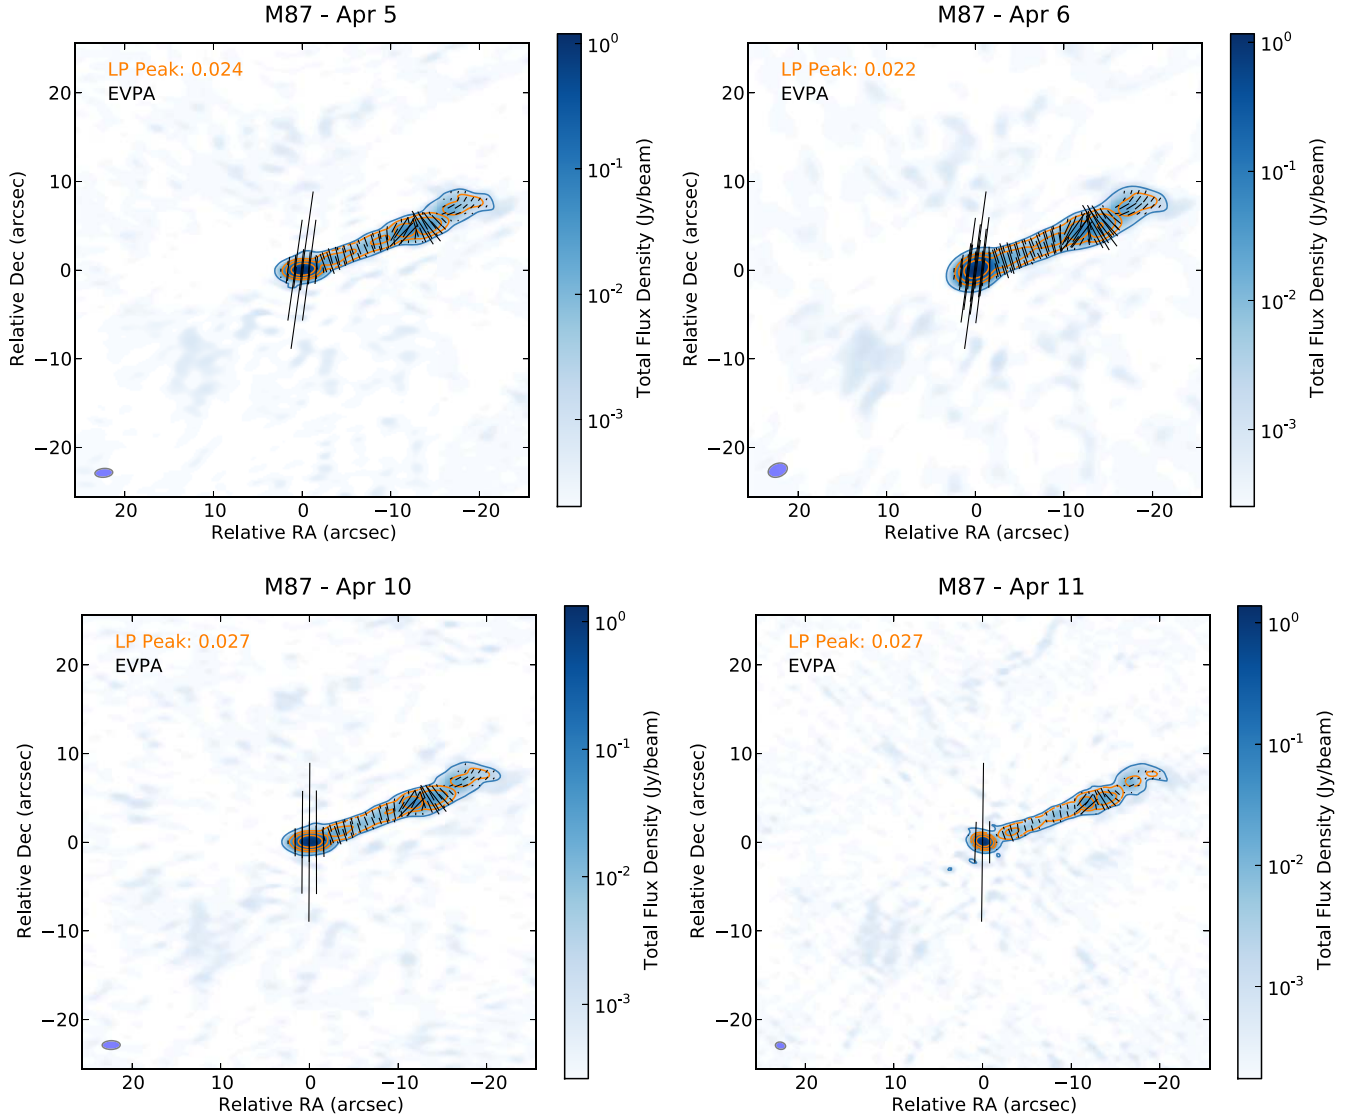 M87 - Apr 5
LP Peak: 0.024
EVPA
20
10
0
−10
−20
Relative Dec (arcsec)
20
10
0
−10
−20
Relative RA (arcsec)
10^0
10^-1
10^-2
10^-3
Total Flux Density (Jy/beam)
M87 - Apr 6
LP Peak: 0.022
EVPA
20
10
0
−10
−20
Relative Dec (arcsec)
20
10
0
−10
−20
Relative RA (arcsec)
10^0
10^-1
10^-2
10^-3
Total Flux Density (Jy/beam)
M87 - Apr 10
LP Peak: 0.027
EVPA
20
10
0
−10
−20
Relative Dec (arcsec)
20
10
0
−10
−20
Relative RA (arcsec)
10^0
10^-1
10^-2
10^-3
Total Flux Density (Jy/beam)
M87 - Apr 11
LP Peak: 0.027
EVPA
20
10
0
−10
−20
Relative Dec (arcsec)
20
10
0
−10
−20
Relative RA (arcsec)
10^0
10^-1
10^-2
10^-3
Total Flux Density (Jy/beam)